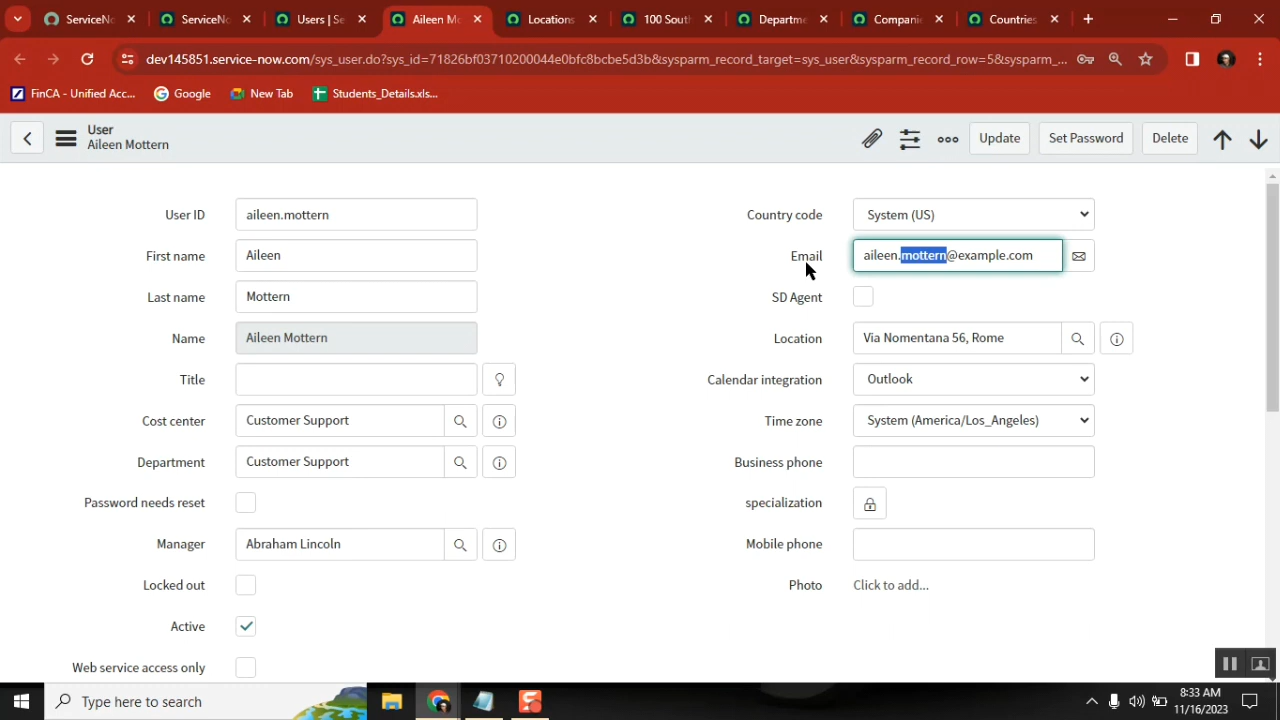 ServiceNo
ServiceNo
Users | Se
Aileen Mo
Locations
100 South
Departme
Companie
Countries
dev145851.service-now.com/sys_user.do?sys_id=71826bf03710200044e0bfc8bcbe5d3b&sysparm_record_target=sys_user&sysparm_record_row=5&sysparm_...
FinCA - Unified Acc...
Google
New Tab
Students_Details.xls...
User
Aileen Mottern
Update
Set Password
Delete
User ID
aileen.mottern
Country code
System (US)
First name
Aileen
Email
aileen.mottern@example.com
Last name
Mottern
SD Agent
Name
Aileen Mottern
Location
Via Nomentana 56, Rome
Title
Calendar integration
Outlook
Cost center
Customer Support
Time zone
System (America/Los_Angeles)
Department
Customer Support
Business phone
Password needs reset
specialization
Manager
Abraham Lincoln
Mobile phone
Locked out
Photo
Click to add...
Active
Web service access only
Type here to search
8:33 AM
11/16/2023